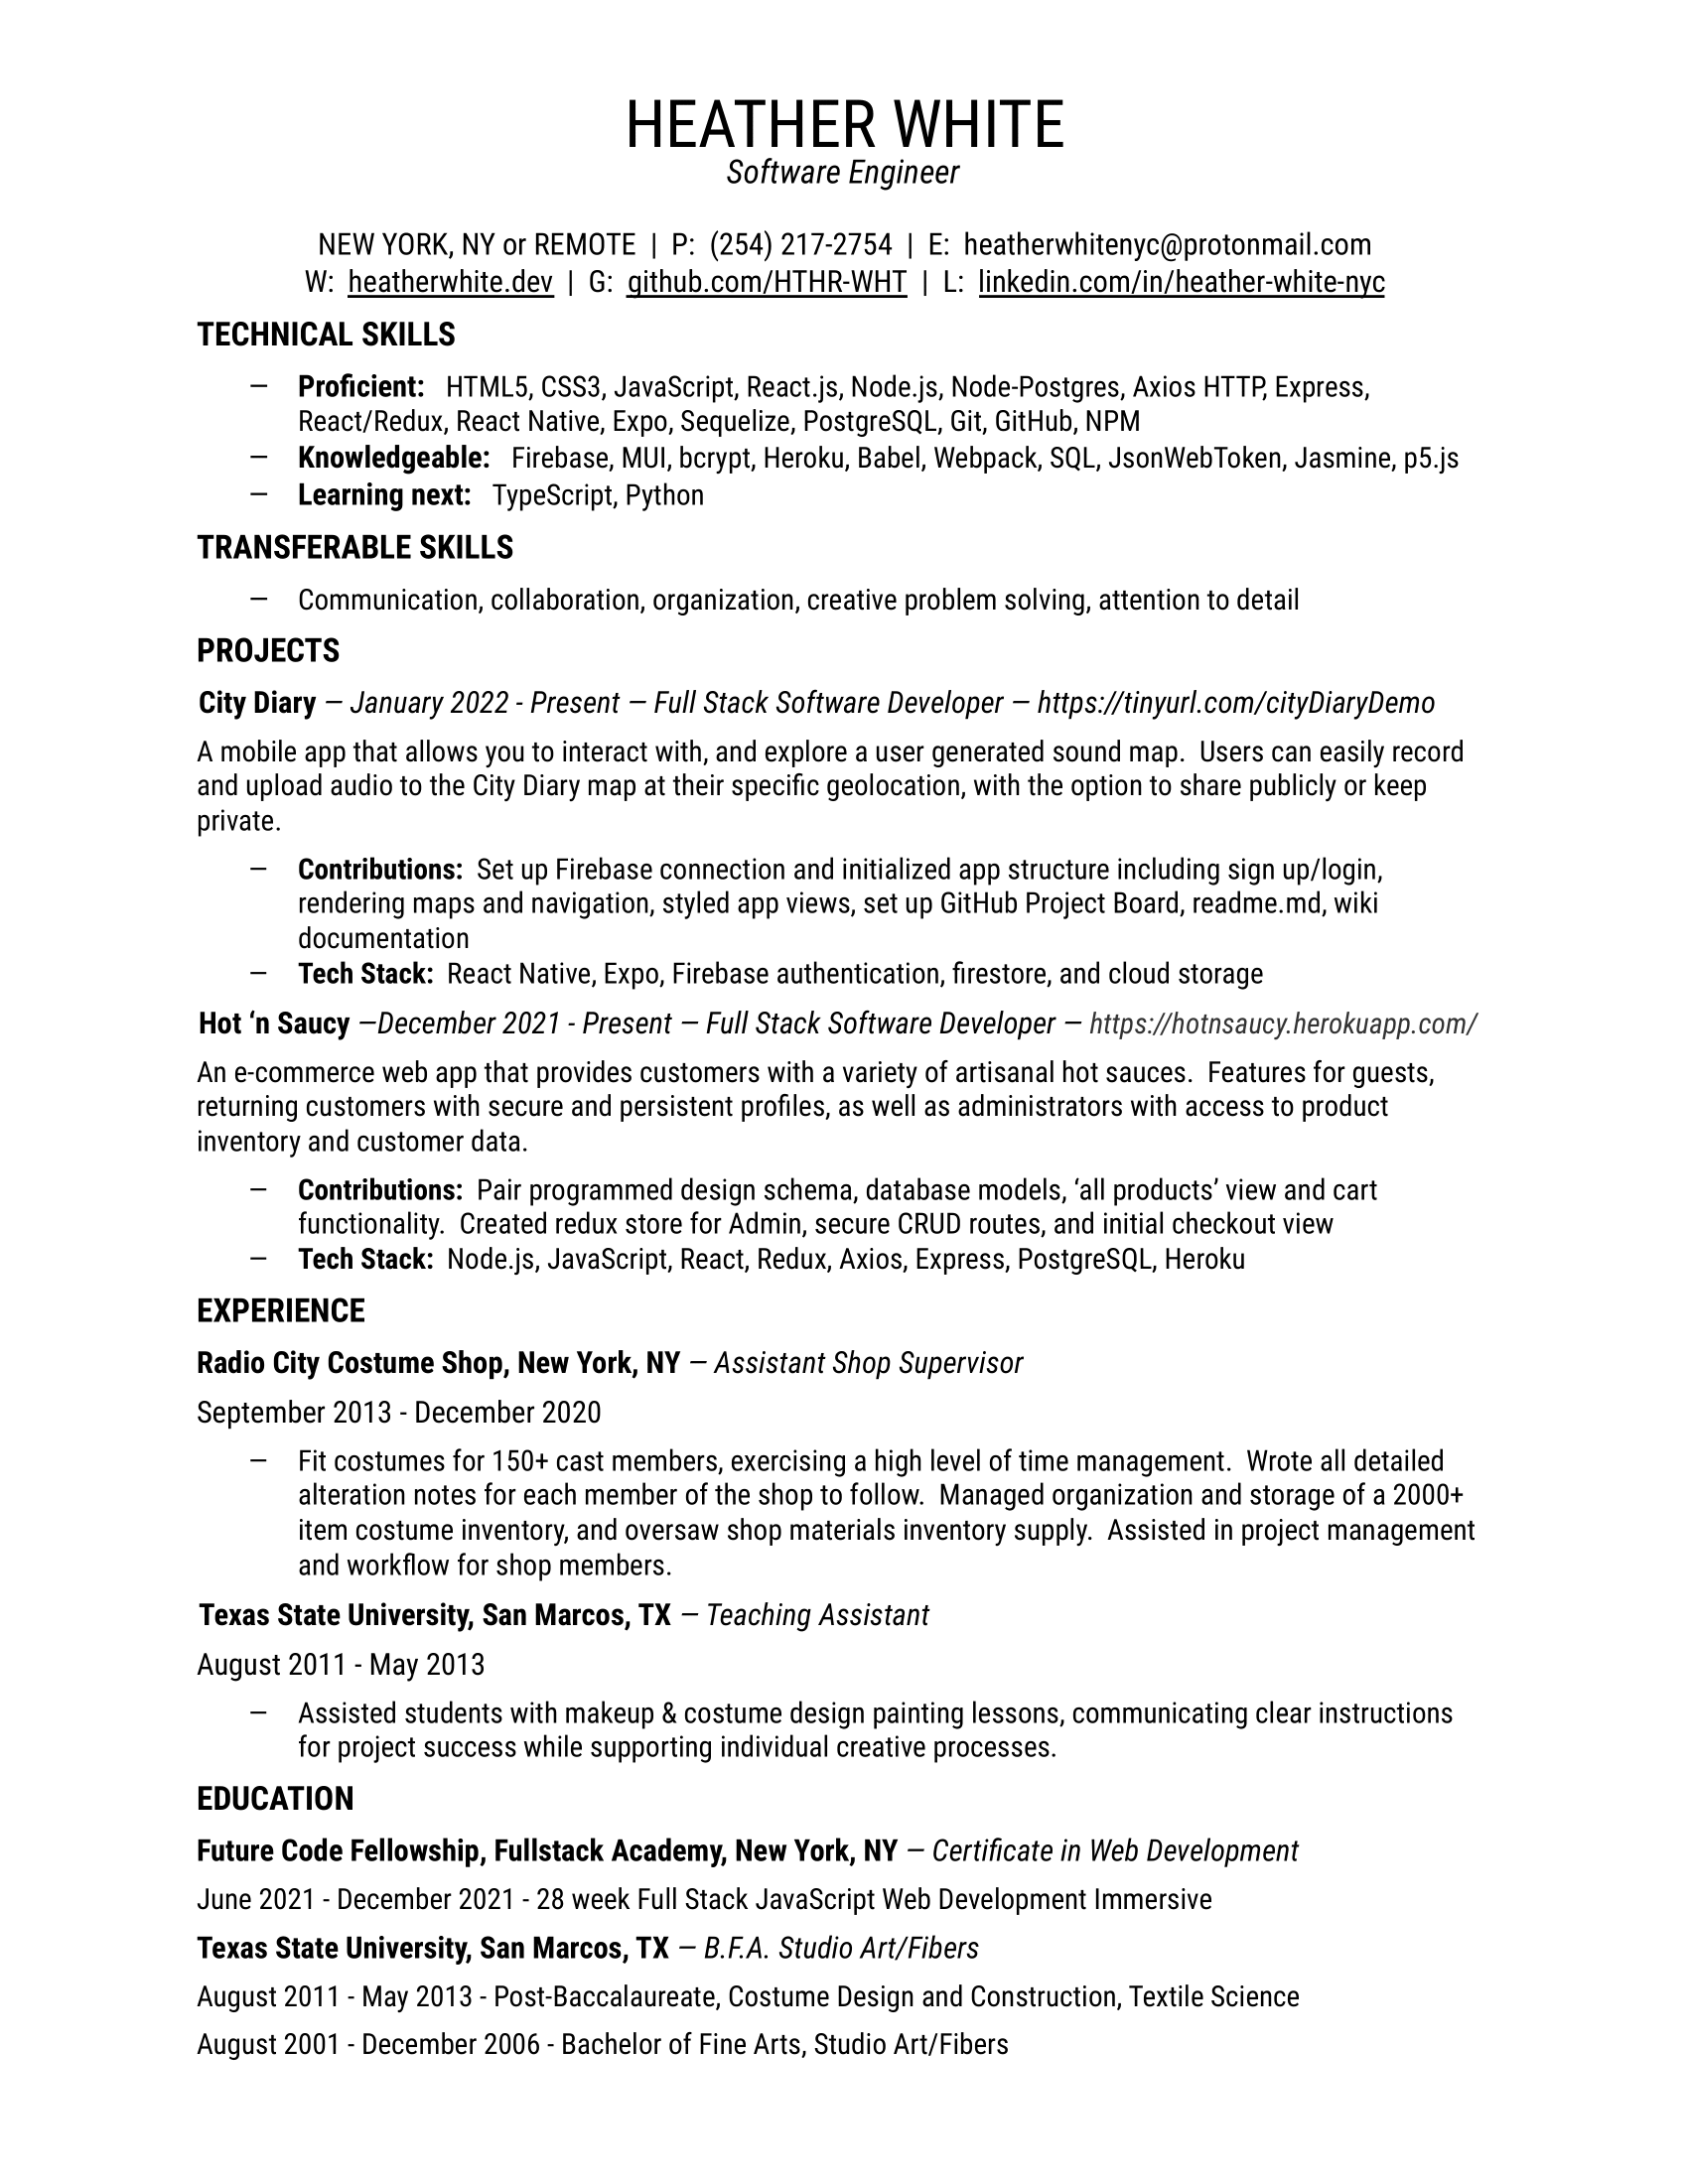 HEATHER WHITE
Software Engineer
NEW YORK, NY or REMOTE | P: (254) 217-2754 | E: heatherwhitenyc@protonmail.com
W: heatherwhite.dev | G: github.com/HTHR-WHT | L: linkedin.com/in/heather-white-nyc
TECHNICAL SKILLS
— Proficient: HTML5, CSS3, JavaScript, React.js, Node.js, Node-Postgres, Axios HTTP, Express,
React/Redux, React Native, Expo, Sequelize, PostgreSQL, Git, GitHub, NPM
— Knowledgeable: Firebase, MUI, bcrypt, Heroku, Babel, Webpack, SQL, JsonWebToken, Jasmine, p5.js
— Learning next: TypeScript, Python
TRANSFERABLE SKILLS
— Communication, collaboration, organization, creative problem solving, attention to detail
PROJECTS
City Diary — January 2022 - Present — Full Stack Software Developer — https://tinyurl.com/cityDiaryDemo
A mobile app that allows you to interact with, and explore a user generated sound map. Users can easily record
and upload audio to the City Diary map at their specific geolocation, with the option to share publicly or keep
private.
— Contributions: Set up Firebase connection and initialized app structure including sign up/login,
rendering maps and navigation, styled app views, set up GitHub Project Board, readme.md, wiki
documentation
— Tech Stack: React Native, Expo, Firebase authentication, firestore, and cloud storage
Hot ‘n Saucy —December 2021 - Present — Full Stack Software Developer — https://hotnsaucy.herokuapp.com/
An e-commerce web app that provides customers with a variety of artisanal hot sauces. Features for guests,
returning customers with secure and persistent profiles, as well as administrators with access to product
inventory and customer data.
— Contributions: Pair programmed design schema, database models, ‘all products’ view and cart
functionality. Created redux store for Admin, secure CRUD routes, and initial checkout view
— Tech Stack: Node.js, JavaScript, React, Redux, Axios, Express, PostgreSQL, Heroku
EXPERIENCE
Radio City Costume Shop, New York, NY — Assistant Shop Supervisor
September 2013 - December 2020
— Fit costumes for 150+ cast members, exercising a high level of time management. Wrote all detailed
alteration notes for each member of the shop to follow. Managed organization and storage of a 2000+
item costume inventory, and oversaw shop materials inventory supply. Assisted in project management
and workflow for shop members.
Texas State University, San Marcos, TX — Teaching Assistant
August 2011 - May 2013
— Assisted students with makeup & costume design painting lessons, communicating clear instructions
for project success while supporting individual creative processes.
EDUCATION
Future Code Fellowship, Fullstack Academy, New York, NY — Certificate in Web Development
June 2021 - December 2021 - 28 week Full Stack JavaScript Web Development Immersive
Texas State University, San Marcos, TX — B.F.A. Studio Art/Fibers
August 2011 - May 2013 - Post-Baccalaureate, Costume Design and Construction, Textile Science
August 2001 - December 2006 - Bachelor of Fine Arts, Studio Art/Fibers